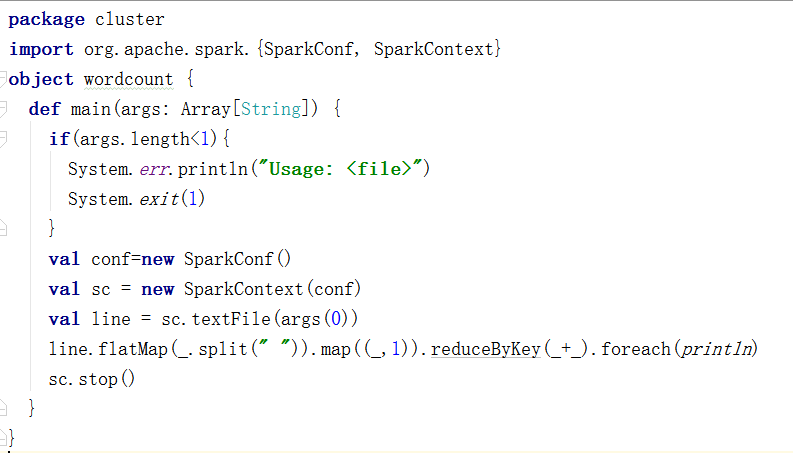 package cluster
import org.apache.spark.{SparkConf, SparkContext}
object wordcount {
  def main(args: Array[String]) {
    if(args.length<1){
      System.err.println("Usage: <file>")
      System.exit(1)
    }
    val conf=new SparkConf()
    val sc = new SparkContext(conf)
    val line = sc.textFile(args(0))
    line.flatMap(_.split(" ")).map((_,1)).reduceByKey(_+_).foreach(println)
    sc.stop()
  }
}